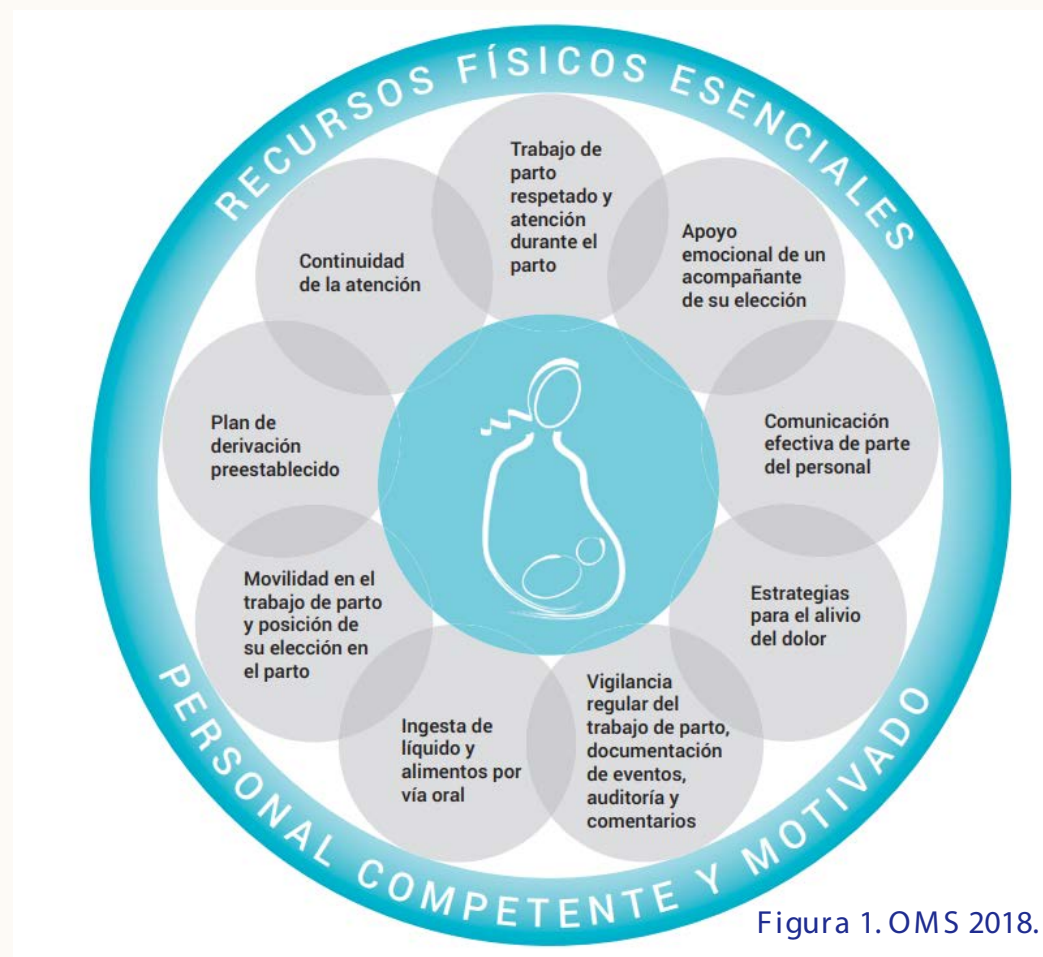 RECURSOS FÍSICOS ESENCIALES
Trabajo de
parto
respetado y
atención
durante el
parto
Apoyo
emocional de un
acompañante
de su elección
Continuidad
de la atención
Comunicación
efectiva de parte
del personal
Plan de
derivación
preestablecido
Estrategias
para el alivio
del dolor
Movilidad en el
trabajo de parto
y posición de
su elección en
el parto
Vigilancia
regular del
trabajo de parto,
documentación
de eventos,
auditoría y
comentarios
Ingesta de
líquido y
alimentos por
vía oral
PERSONAL COMPETENTE Y MOTIVADO
Figura 1. OMS 2018.